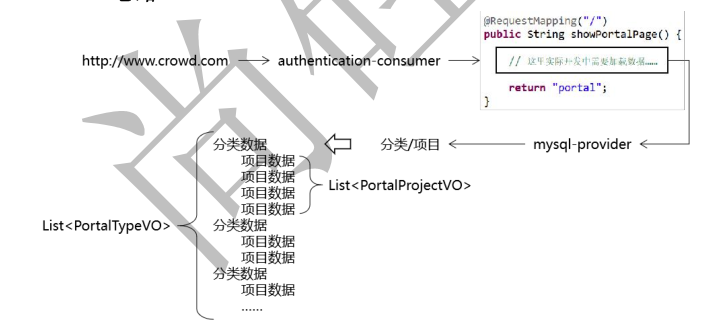 @RequestMapping("/")
public String showPortalPage() {
// 这里实际开发中需要加载数据……
return "portal";
}
http://www.crowd.com
authentication-consumer
分类数据
分类/项目
mysql-provider
项目数据
项目数据
项目数据
List<PortalProjectVO>
项目数据
List<PortalTypeVO>
分类数据
项目数据
项目数据
分类数据
项目数据
......